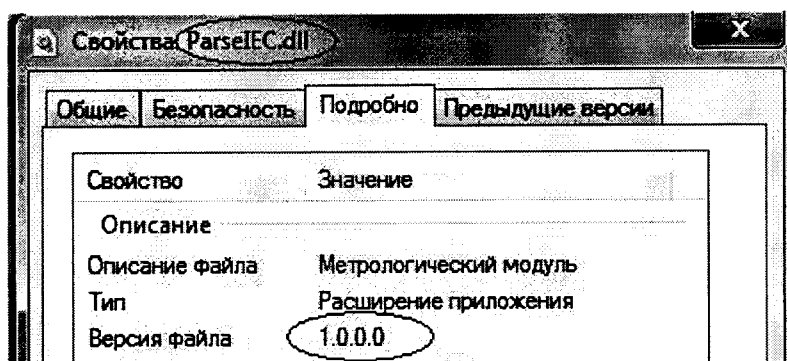 Свойства: ParseIEC.dll
Общие Безопасность Подробно Предыдущие версии
Свойство Значение
Описание
Описание файла Метрологический модуль
Тип Расширение приложения
Версия файла 1.0.0.0